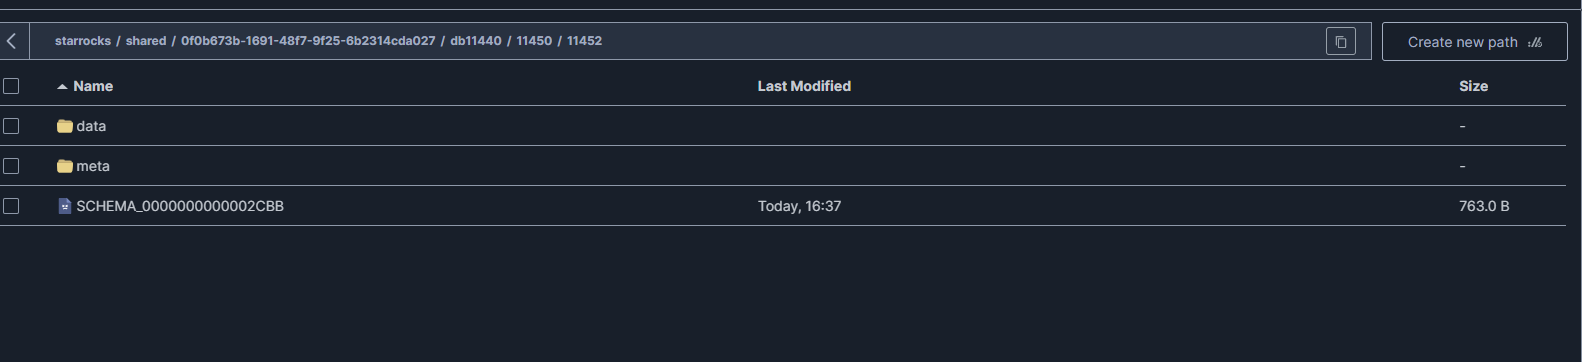 starrocks / shared / 0f0b673b-1691-48f7-9f25-6b2314cda027 / db11440 / 11450 / 11452 Create new path
Name Last Modified Size
data -
meta -
SCHEMA_0000000000002CBB Today, 16:37 763.0 B